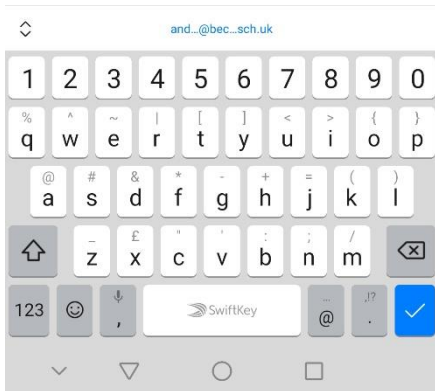 and...@bec...sch.uk
1 2 3 4 5 6 7 8 9 0
% ^ ~ | [ ] < > { }
q w e r t y u i o p
@ # & * - + = ( )
a s d f g h j k l
_ £ " ' : ; /
z x c v b n m
... ,!?
123 , SwiftKey @ .